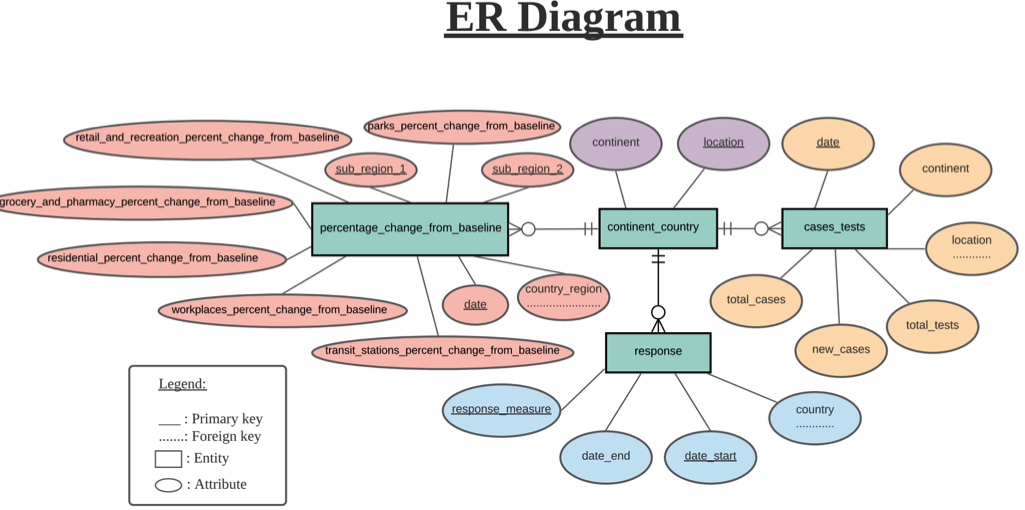 ER Diagram
retail_and_recreation_percent_change_from_baseline
parks_percent_change_from_baseline
continent
location
date
sub_region_1
sub_region_2
continent
grocery_and_pharmacy_percent_change_from_baseline
percentage_change_from_baseline
continent_country
cases_tests
location
............
residential_percent_change_from_baseline
country_region
........................
date
total_cases
workplaces_percent_change_from_baseline
total_tests
transit_stations_percent_change_from_baseline
response
new_cases
Legend:
___ : Primary key
.......: Foreign key
: Entity
: Attribute
response_measure
country
............
date_end
date_start